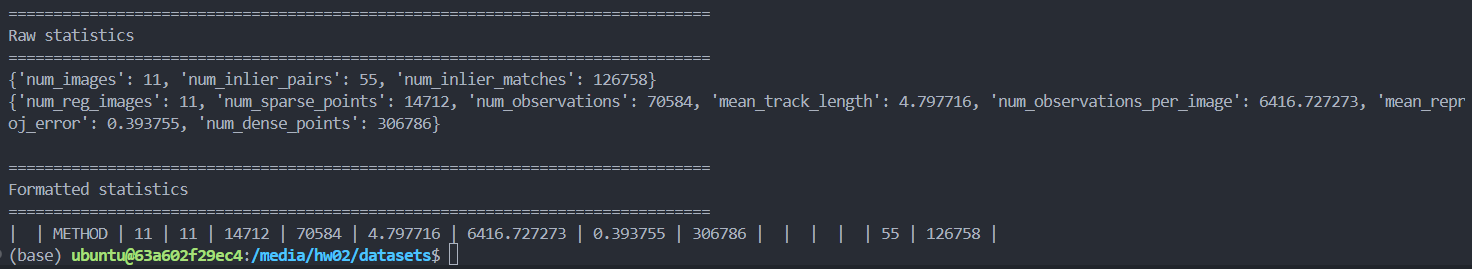 ==============================================================================
Raw statistics
==============================================================================
{'num_images': 11, 'num_inlier_pairs': 55, 'num_inlier_matches': 126758}
{'num_reg_images': 11, 'num_sparse_points': 14712, 'num_observations': 70584, 'mean_track_length': 4.797716, 'num_observations_per_image': 6416.727273, 'mean_repr
oj_error': 0.393755, 'num_dense_points': 306786}
==============================================================================
Formatted statistics
==============================================================================
|  | METHOD | 11 | 11 | 14712 | 70584 | 4.797716 | 6416.727273 | 0.393755 | 306786 |  |  |  |  | 55 | 126758 |
(base) ubuntu@63a602f29ec4:/media/hw02/datasets$